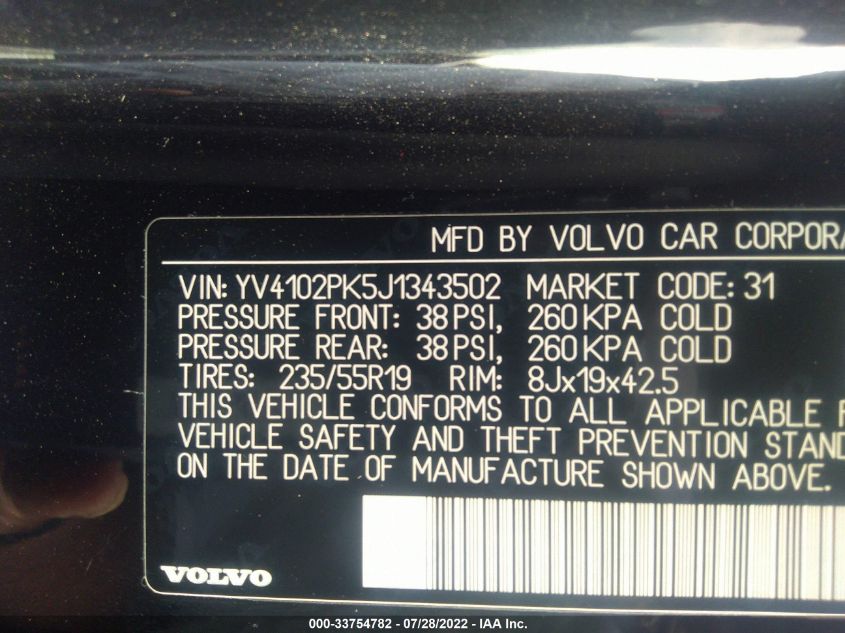 MFD BY VOLVO CAR CORPORA
VIN: YV4102PK5J1343502 MARKET CODE: 31
PRESSURE FRONT: 38 PSI, 260 KPA COLD
PRESSURE REAR: 38 PSI, 260 KPA COLD
TIRES: 235/55R19 RIM: 8Jx19x42.5
THIS VEHICLE CONFORMS TO ALL APPLICABLE F
VEHICLE SAFETY AND THEFT PREVENTION STAND
ON THE DATE OF MANUFACTURE SHOWN ABOVE.
VOLVO
000-33754782 - 07/28/2022 - IAA Inc.